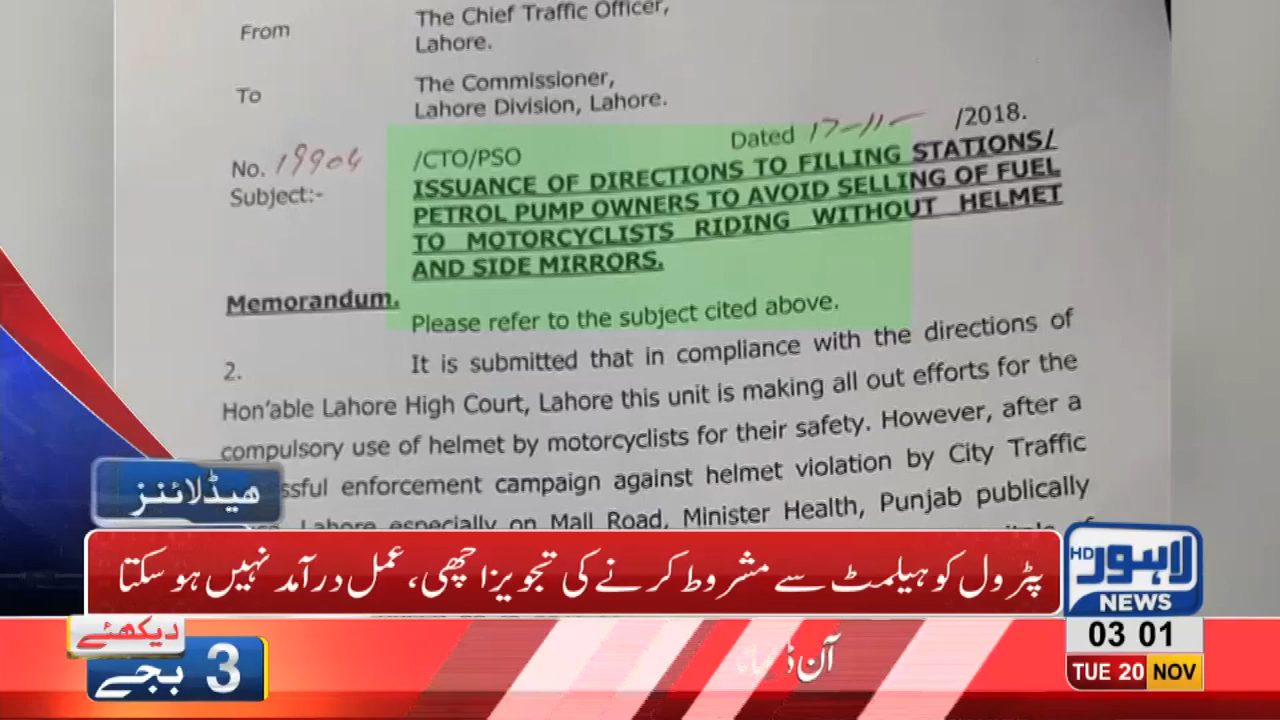 From
The Chief Traffic Officer,
Lahore.
To
The Commissioner,
Lahore Division, Lahore.
No. 19904 /CTO/PSO Dated 17-11- /2018.
Subject:- ISSUANCE OF DIRECTIONS TO FILLING STATIONS/
PETROL PUMP OWNERS TO AVOID SELLING OF FUEL
TO MOTORCYCLISTS RIDING WITHOUT HELMET
AND SIDE MIRRORS.
Memorandum.
Please refer to the subject cited above.
2. It is submitted that in compliance with the directions of
Hon'able Lahore High Court, Lahore this unit is making all out efforts for the
compulsory use of helmet by motorcyclists for their safety. However, after a
ssful enforcement campaign against helmet violation by City Traffic
Lahore especially on Mall Road, Minister Health, Punjab publically
ہیڈلائنز
پٹرول کو ہیلمٹ سے مشروط کرنے کی تجویز اچھی، عمل درآمد نہیں ہو سکتا
HD لاہور
NEWS
دیکھئے
3 بجے
آن
03 01
TUE 20 NOV